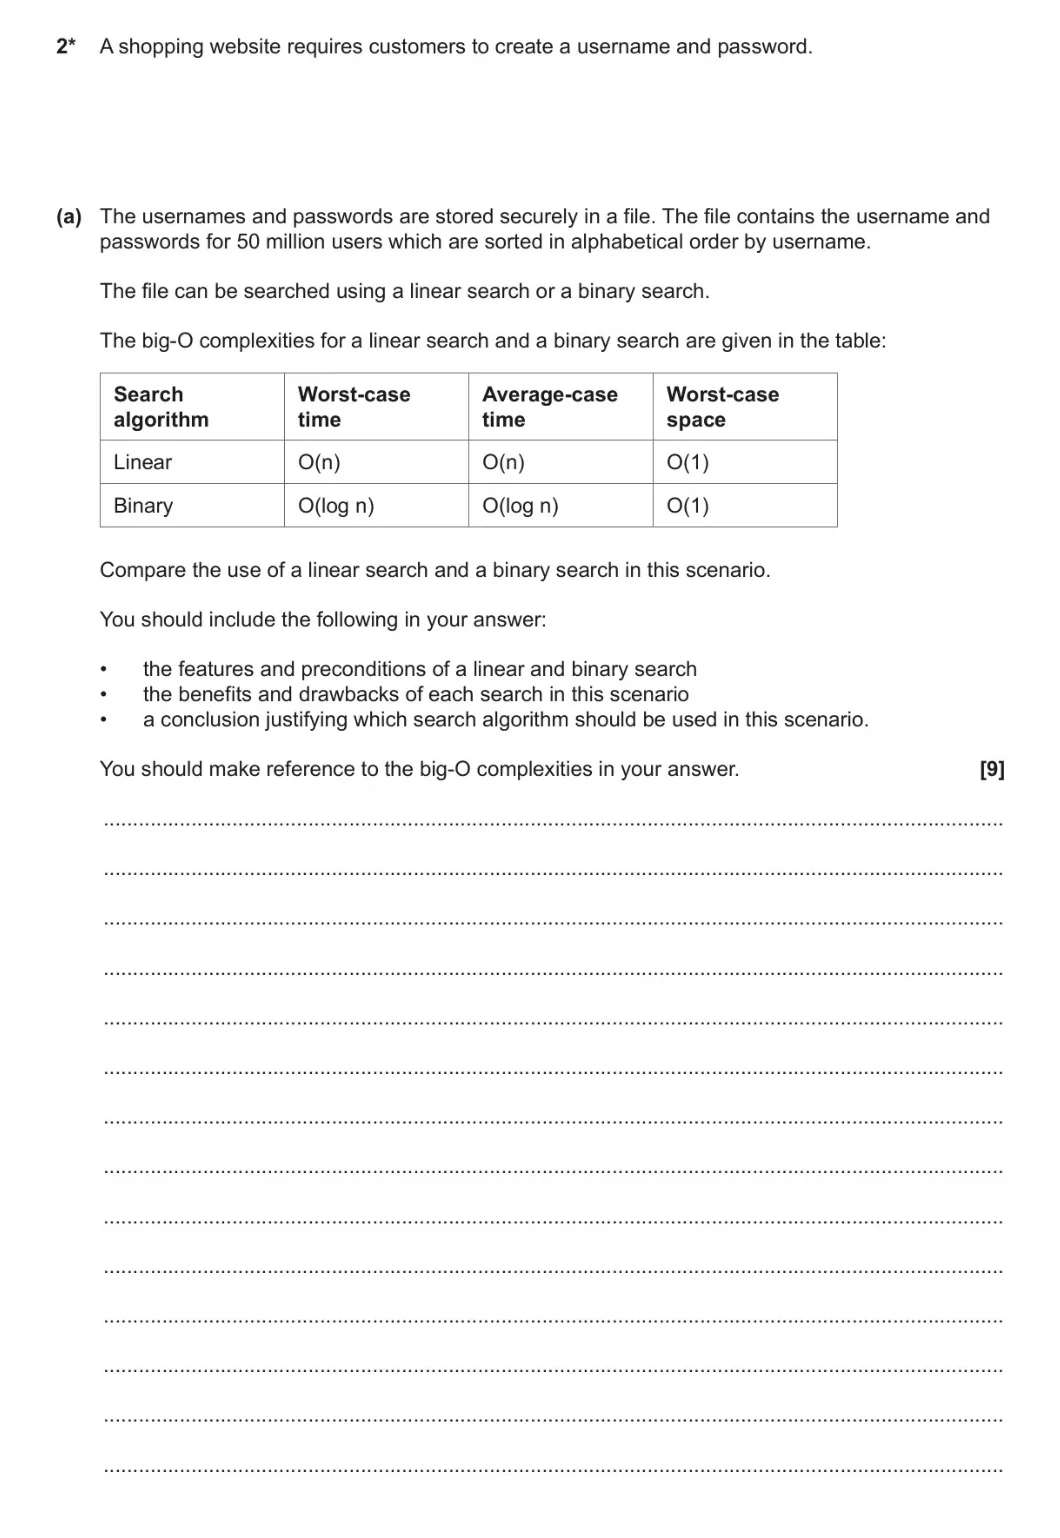 2* A shopping website requires customers to create a username and password.
(a) The usernames and passwords are stored securely in a file. The file contains the username and
passwords for 50 million users which are sorted in alphabetical order by username.
The file can be searched using a linear search or a binary search.
The big-O complexities for a linear search and a binary search are given in the table:
Search algorithm Worst-case time Average-case time Worst-case space
Linear O(n) O(n) O(1)
Binary O(log n) O(log n) O(1)
Compare the use of a linear search and a binary search in this scenario.
You should include the following in your answer:
• the features and preconditions of a linear and binary search
• the benefits and drawbacks of each search in this scenario
• a conclusion justifying which search algorithm should be used in this scenario.
You should make reference to the big-O complexities in your answer. [9]